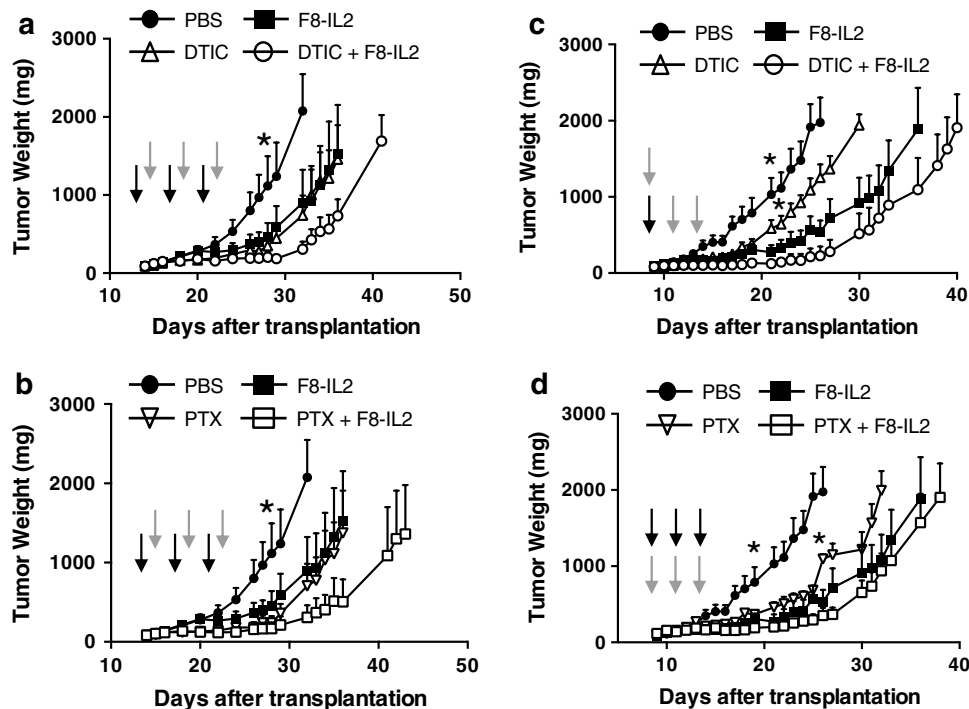 a
PBS F8-IL2
DTIC DTIC + F8-IL2
Tumor Weight (mg)
3000
2000
1000
0
*
10 20 30 40 50
Days after transplantation
c
PBS F8-IL2
DTIC DTIC + F8-IL2
Tumor Weight (mg)
3000
2000
1000
0
*
*
10 20 30 40
Days after transplantation
b
PBS F8-IL2
PTX PTX + F8-IL2
Tumor Weight (mg)
3000
2000
1000
0
*
10 20 30 40 50
Days after transplantation
d
PBS F8-IL2
PTX PTX + F8-IL2
Tumor Weight (mg)
3000
2000
1000
0
* *
10 20 30 40
Days after transplantation